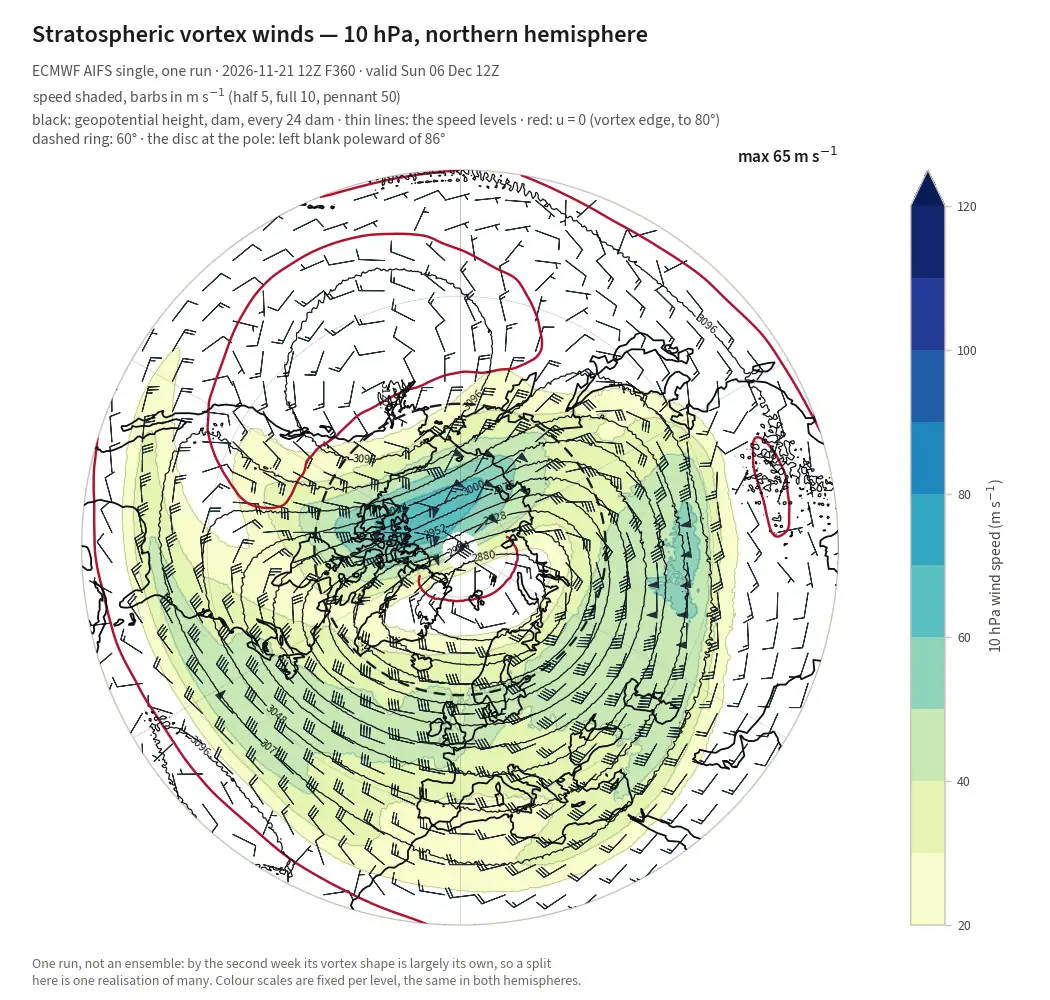 Stratospheric vortex winds — 10 hPa, northern hemisphere
ECMWF AIFS single, one run · 2026-11-21 12Z F360 · valid Sun 06 Dec 12Z
speed shaded, barbs in m s⁻¹ (half 5, full 10, pennant 50)
black: geopotential height, dam, every 24 dam · thin lines: the speed levels · red: u = 0 (vortex edge, to 80°)
dashed ring: 60° · the disc at the pole: left blank poleward of 86°
max 65 m s⁻¹
120
100
80
60
40
20
10 hPa wind speed (m s⁻¹)
3096
3000
2880
3048
3096
One run, not an ensemble: by the second week its vortex shape is largely its own, so a split
here is one realisation of many. Colour scales are fixed per level, the same in both hemispheres.